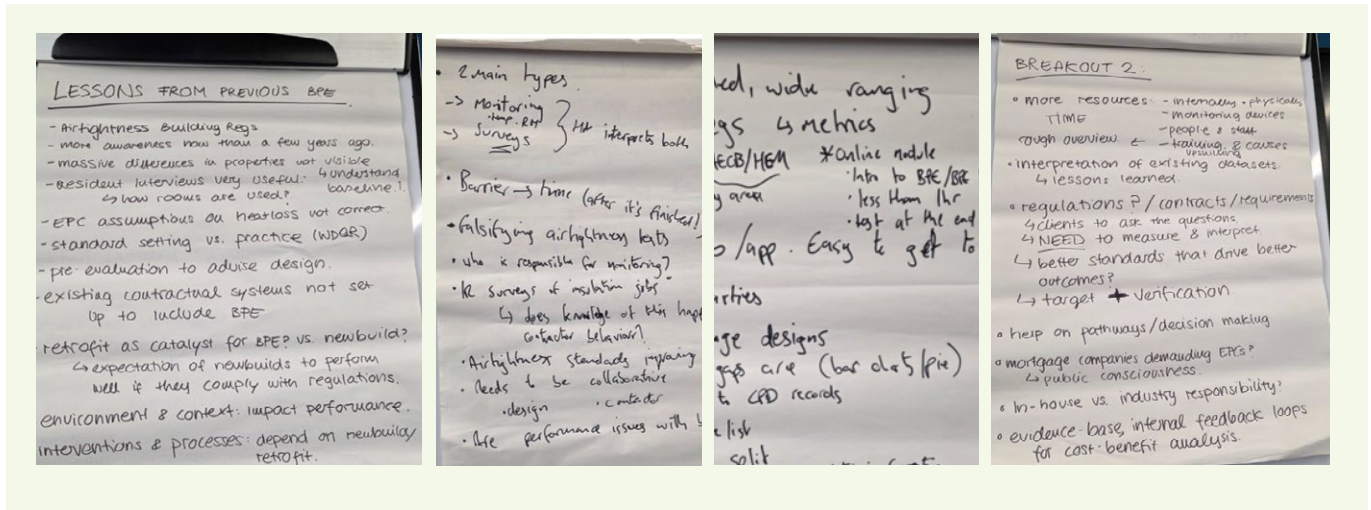 LESSONS FROM PREVIOUS BPE
- Airtightness Building Regs
- more awareness now than a few years ago.
- massive differences in properties not visible
- Resident Interviews very useful. ↳ understand
↳ how rooms are used? baseline!
- EPC assumptions on heatloss not correct.
- standard setting vs. practice (WDQR)
- pre-evaluation to advise design.
- existing contractual systems not set
up to include BPE
retrofit as catalyst for BPE? vs. newbuild?
↳ expectation of newbuilds to perform
well if they comply with regulations.
environment & context: impact performance.
interventions & processes: depend on newbuild/
retrofit.
• 2 main types.
-> Monitoring
• temp. RH
-> Surveys
} HA interprets both
• Barrier -> time (after it's finished!
• Falsifying airtightness tests
• who is responsible for monitoring?
surveys of insulation jobs
↳ does knowledge of this
contractor behaviour?
• Airtightness standards improving
• Needs to be collaborative
• design • contractor
• performance issues with
wide ranging
↳ metrics
AECB/HEM
* Online module
• Intro to BPE/
• less than 1hr
• test at the end
area
/app. Easy to get to
designs
gaps are (bar chart/pie)
to CPD records
list
split
BREAKOUT 2:
• more resources: - internally + physically
TIME - monitoring devices
rough overview ← - people & staff
- training & causes
upskilling
• interpretation of existing datasets.
↳ lessons learned.
• regulations? / contracts/requirements
↳ clients to ask the questions
↳ NEED to measure & interpret.
↳ better standards that drive better
outcomes?
↳ target + verification
• help on pathways/decision making
• mortgage companies demanding EPCs?
↳ public consciousness.
• In-house vs. industry responsibility?
• evidence-base, internal feedback loops
for cost-benefit analysis.